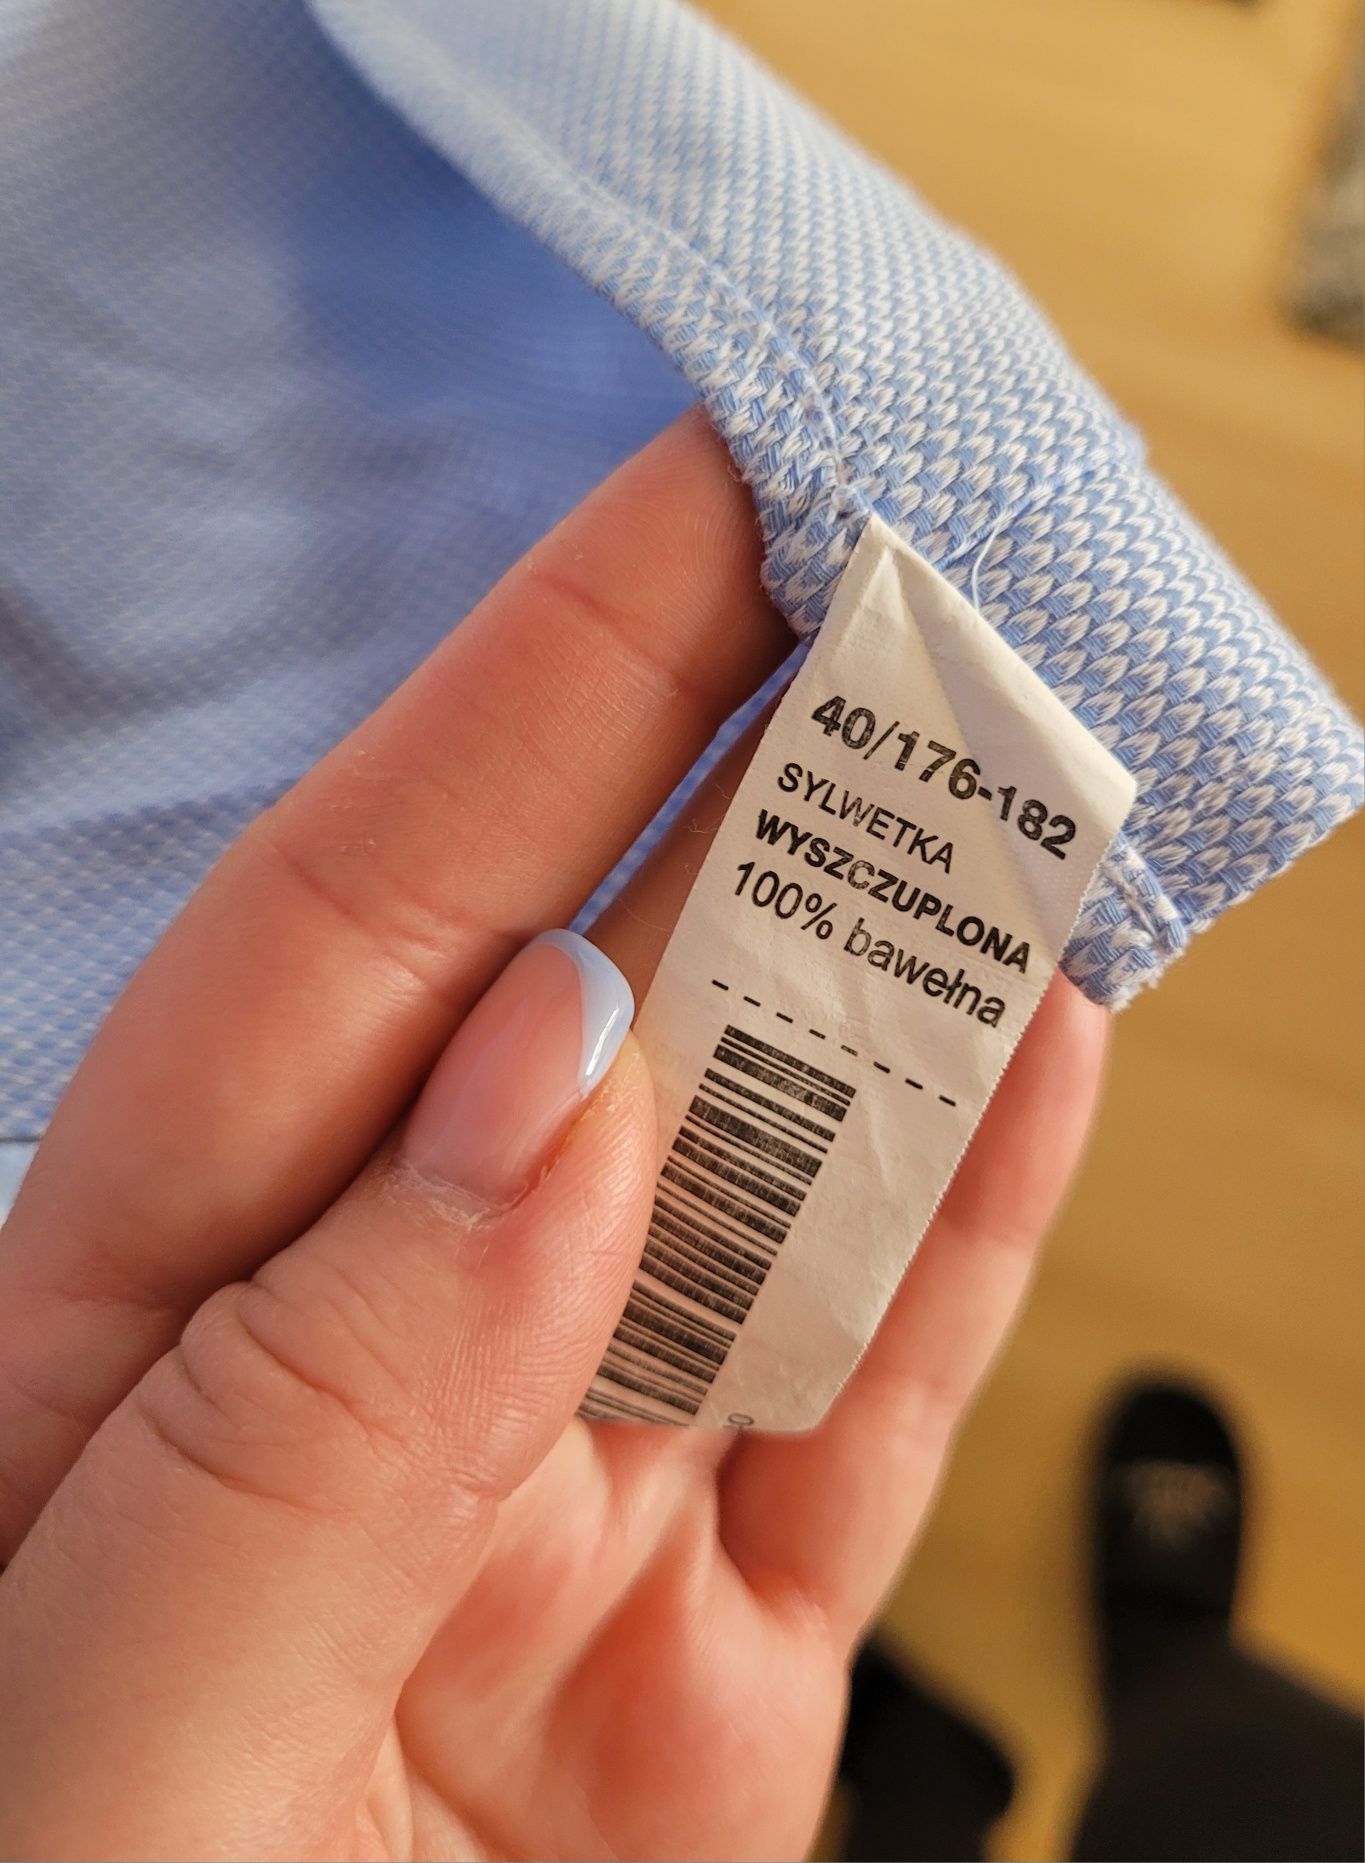 40/176-182
SYLWETKA
WYSZCZUPLONA
100% bawełna